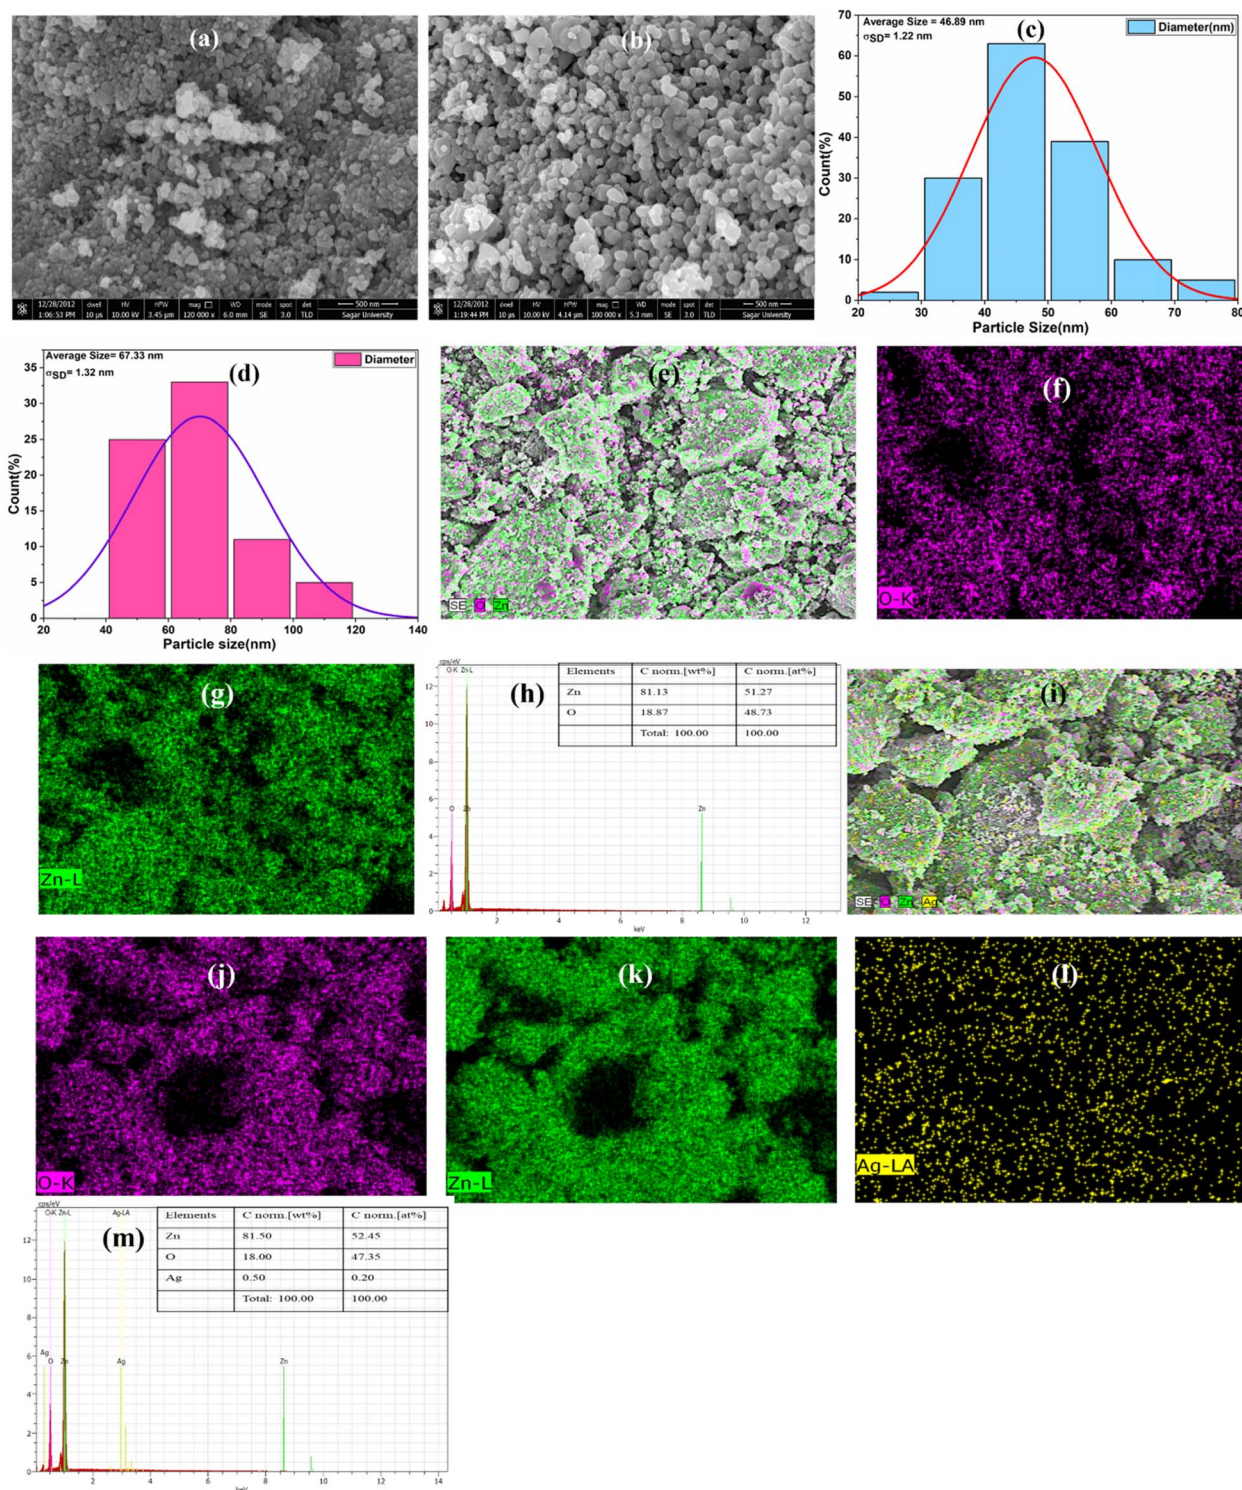 (a)
12/28/2012 dwell HV HFW mag □ WD mode spot det 500 nm
1:06:53 PM 10 µs 10.00 kV 3.45 µm 120 000 x 6.0 mm SE 3.0 TLD Sagar University
(b)
12/28/2012 dwell HV HFW mag □ WD mode spot det 500 nm
1:19:44 PM 10 µs 10.00 kV 4.14 µm 100 000 x 5.3 mm SE 3.0 TLD Sagar University
Average Size = 46.89 nm
σSD= 1.22 nm
(c)
Diameter(nm)
Count(%)
70
60
50
40
30
20
10
0
20 30 40 50 60 70 80
Particle Size(nm)
Average Size= 67.33 nm
σSD= 1.32 nm
(d)
Diameter
Count(%)
35
30
25
20
15
10
5
0
20 40 60 80 100 120 140
Particle size(nm)
(e)
SE O Zn
(f)
O-K
(g)
Zn-L
cps/eV
O-K Zn-L
(h)
Elements C norm.[wt%] C norm.[at%]
Zn 81.13 51.27
O 18.87 48.73
Total: 100.00 100.00
12
10
8
6
4
2
0
O Zn Zn
2 4 6 8 10 12
keV
(i)
SE O Zn Ag
(j)
O-K
(k)
Zn-L
(l)
Ag-LA
cps/eV
O-K Zn-L Ag-LA
(m)
Elements C norm.[wt%] C norm.[at%]
Zn 81.50 52.45
O 18.00 47.35
Ag 0.50 0.20
Total: 100.00 100.00
12
10
8
6
4
2
0
Ag
O Zn Ag Zn
2 4 6 8 10 12 14
keV